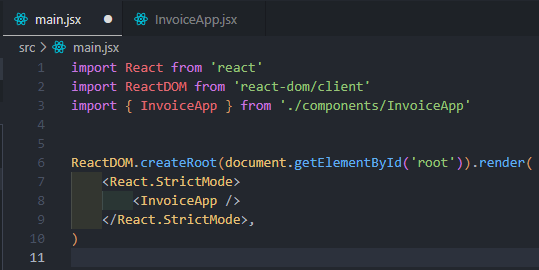 main.jsx ● InvoiceApp.jsx
src > main.jsx
1 import React from 'react'
2 import ReactDOM from 'react-dom/client'
3 import { InvoiceApp } from './components/InvoiceApp'
4
5
6 ReactDOM.createRoot(document.getElementById('root')).render(
7     <React.StrictMode>
8         <InvoiceApp />
9     </React.StrictMode>,
10 )
11